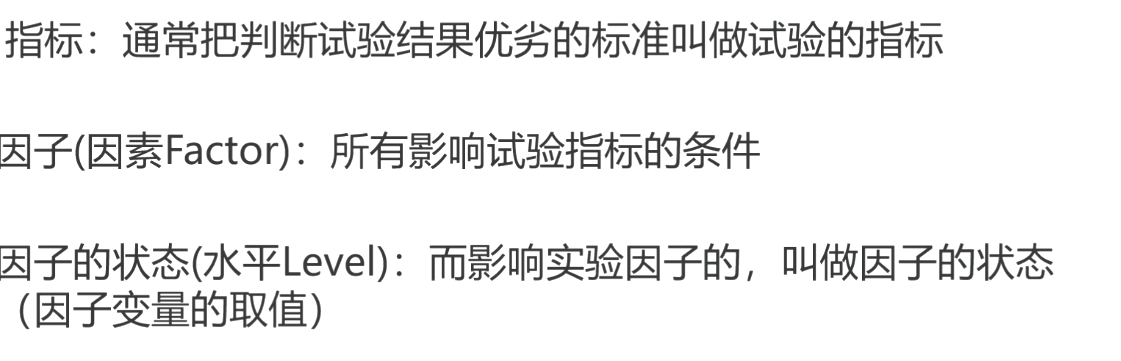 指标：通常把判断试验结果优劣的标准叫做试验的指标
因子(因素Factor)：所有影响试验指标的条件
因子的状态(水平Level)：而影响实验因子的，叫做因子的状态
（因子变量的取值）